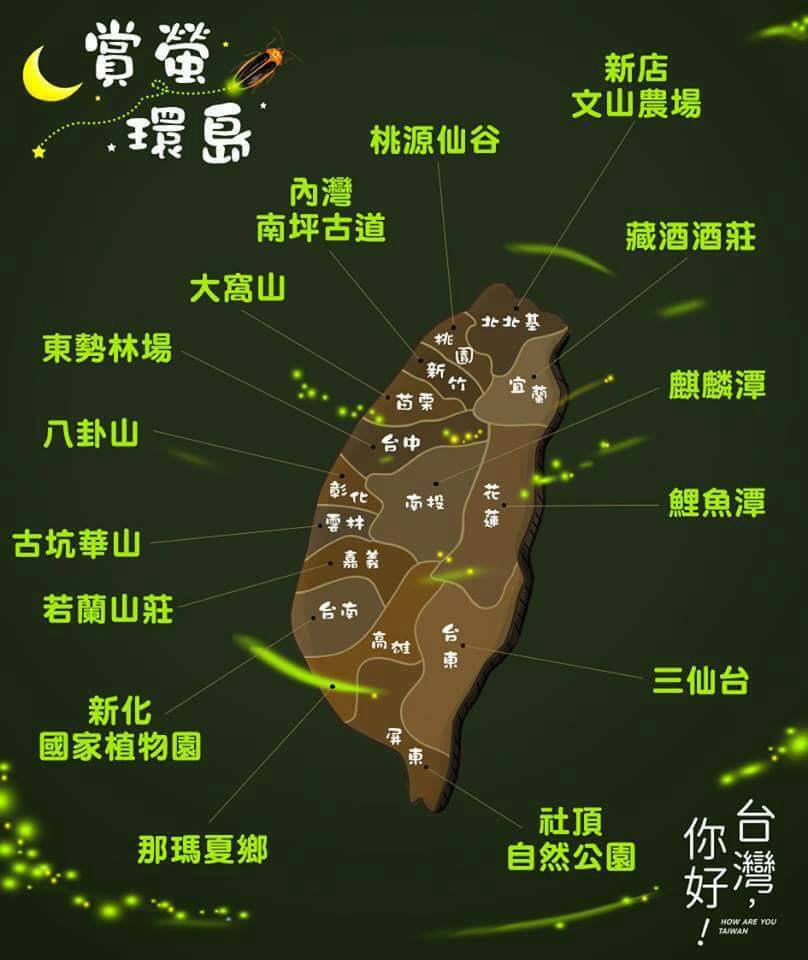 賞螢
環島
新店
文山農場
桃源仙谷
內灣
南坪古道
藏酒酒莊
大窩山
東勢林場
麒麟潭
八卦山
鯉魚潭
古坑華山
若蘭山莊
三仙台
新化
國家植物園
那瑪夏鄉
社頂
自然公園
北北基
桃園
新竹
宜蘭
苗栗
台中
彰化
南投
花蓮
雲林
嘉義
台南
高雄
台東
屏東
台灣,
你好!
HOW ARE YOU
TAIWAN